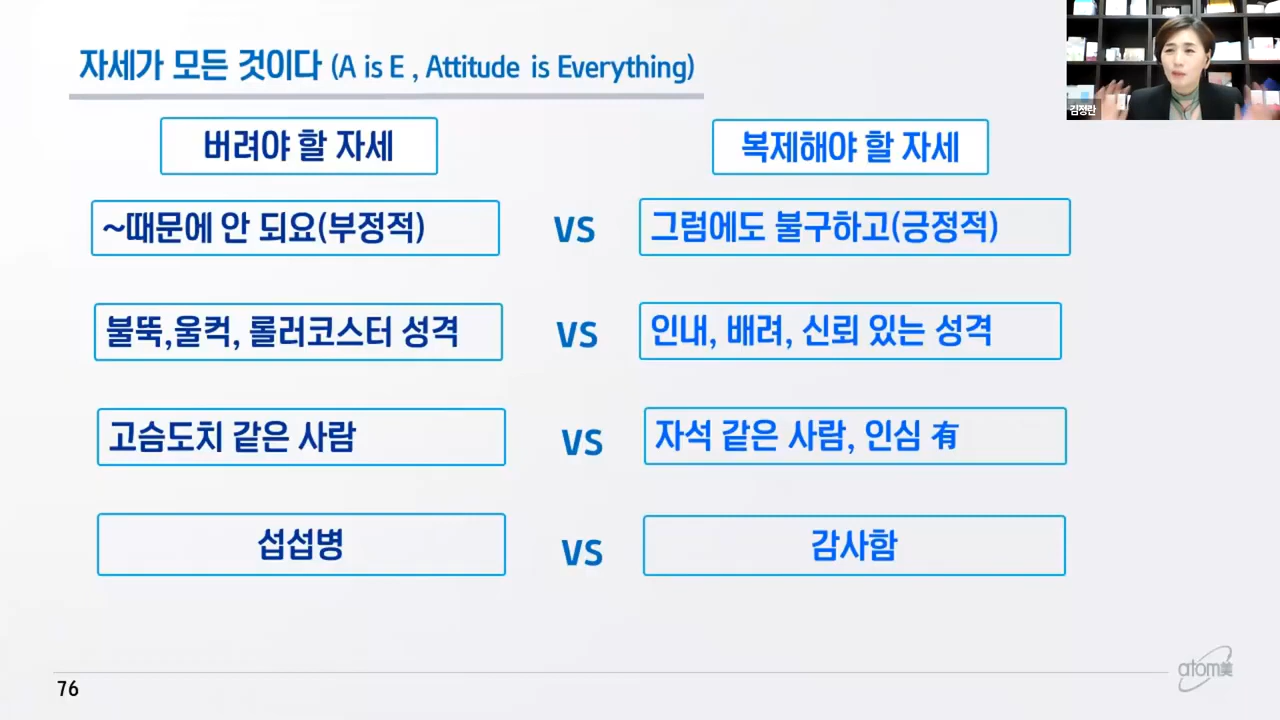 자세가 모든 것이다 (A is E , Attitude is Everything)
김정란
버려야 할 자세
복제해야 할 자세
~때문에 안 되요(부정적)
VS
그럼에도 불구하고(긍정적)
불뚝,울컥, 롤러코스터 성격
VS
인내, 배려, 신뢰 있는 성격
고슴도치 같은 사람
VS
자석 같은 사람, 인심 有
섭섭병
VS
감사함
76
atom美